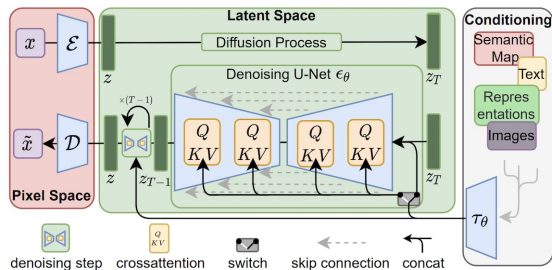 Latent Space
Conditioning
x
ℰ
Diffusion Process
z
z_T
Semantic
Map
Text
Repres
entations
Images
Denoising U-Net ε_θ
×(T−1)
x̃
𝒟
z
z_{T−1}
Q
KV
Q
KV
Q
KV
Q
KV
z_T
Pixel Space
τ_θ
Q
KV
denoising step
crossattention
switch
skip connection
concat